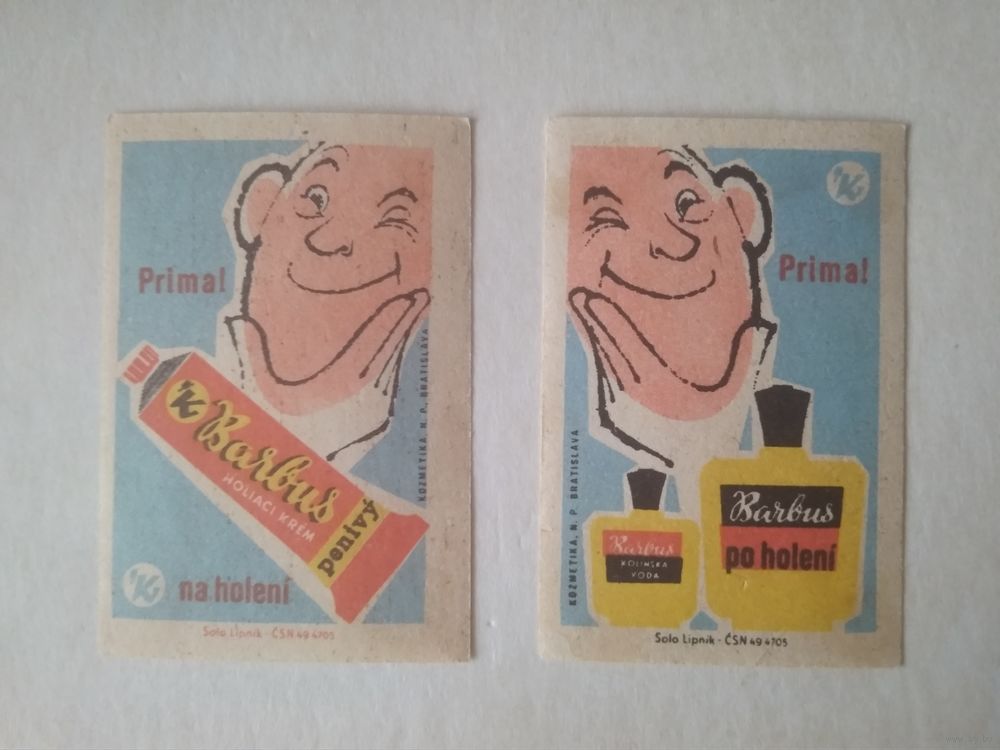 Prima!
K
Barbus
HOLIACI KRÉM
penivý
KOZMETIKA, N. P., BRATISLAVA
K
na holení
Solo Lipník - ČSN 49 4705
K
Prima!
KOZMETIKA, N. P. BRATISLAVA
Barbus
KOLINSKA
VODA
Barbus
po holení
Solo Lipník - ČSN 49 4705